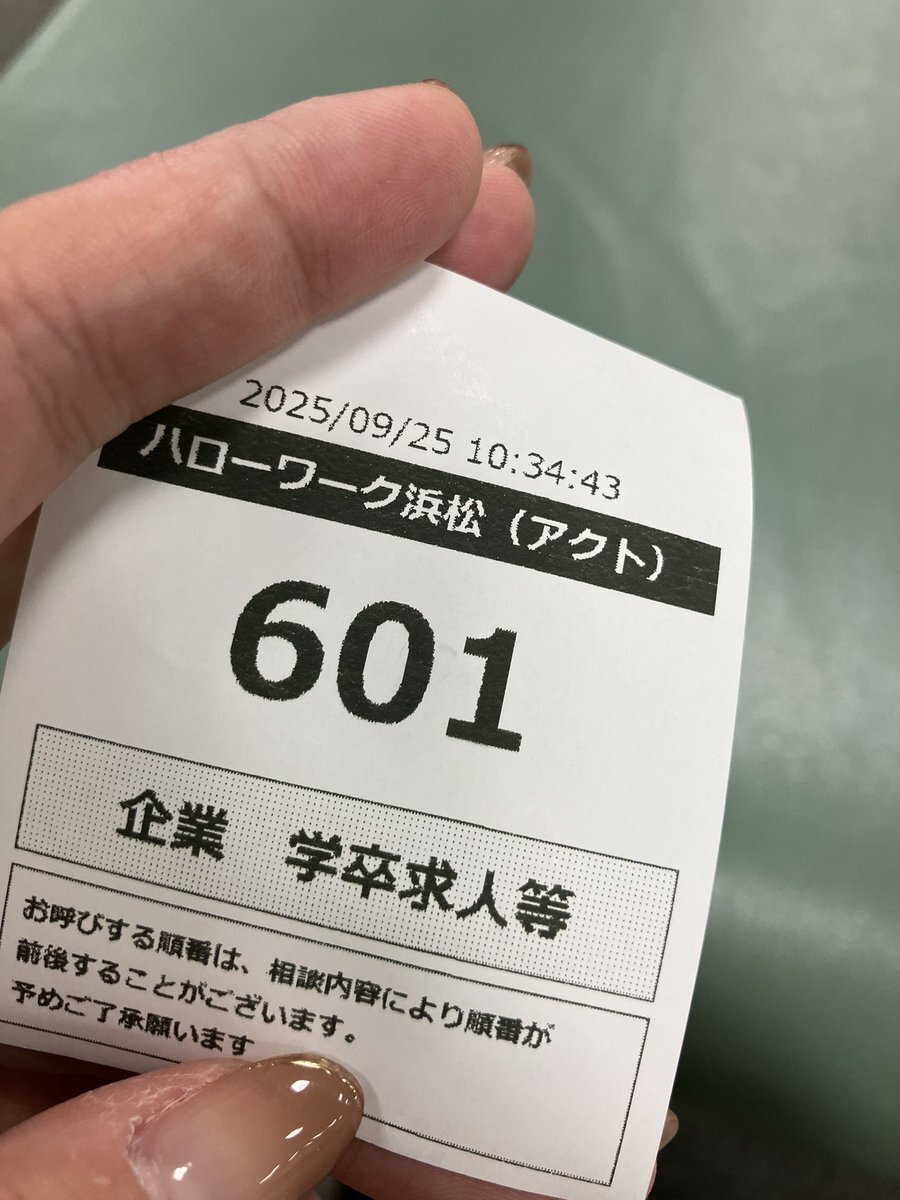 2025/09/25 10:34:43
ハローワーク浜松（アクト）
601
企業　学卒求人等
お呼びする順番は、相談内容により順番が
前後することがございます。
予めご了承願います